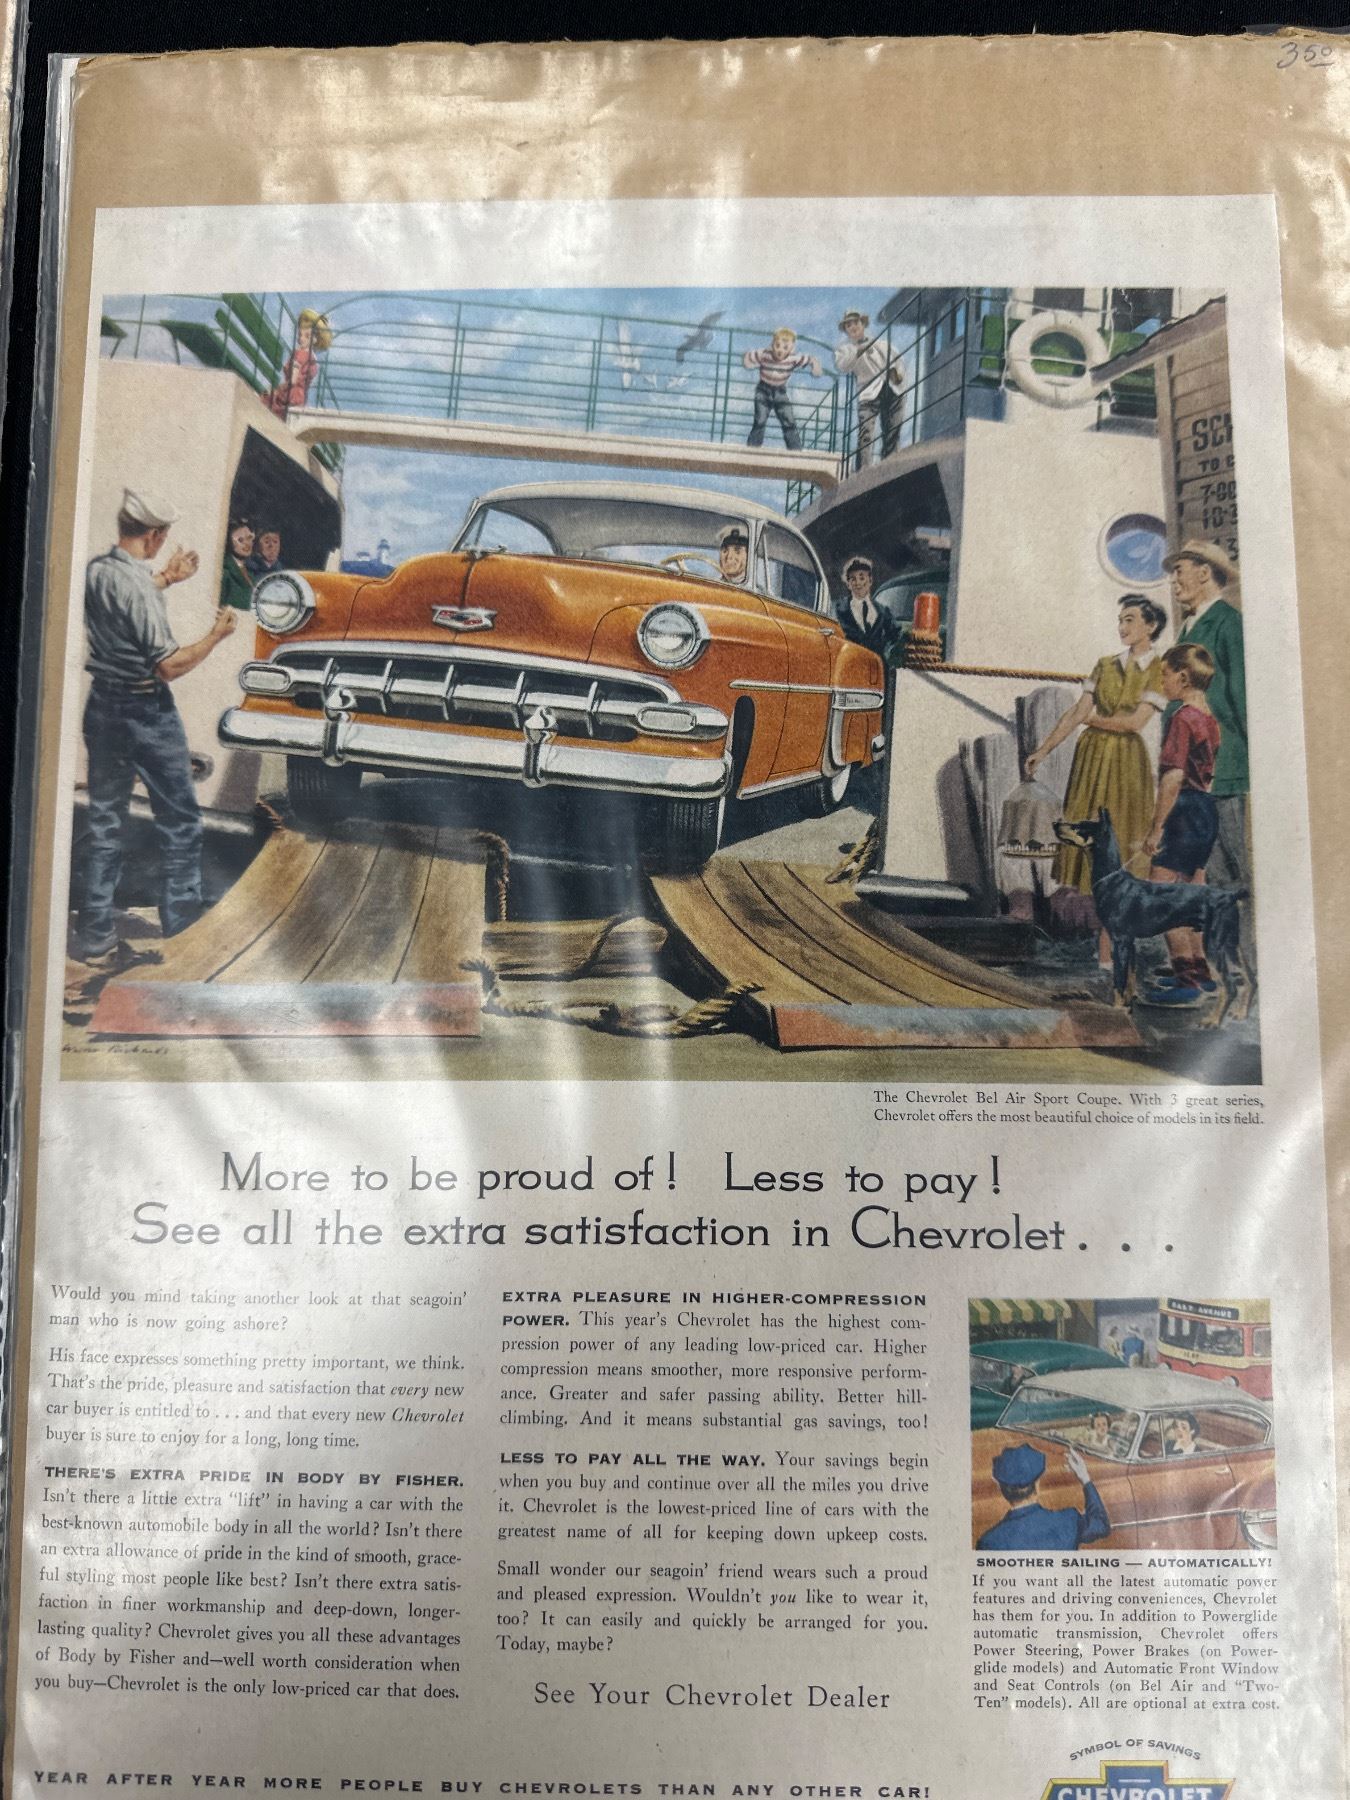 350
SCH
TO
7-00
The Chevrolet Bel Air Sport Coupe. With 3 great series,
Chevrolet offers the most beautiful choice of models in its field.
More to be proud of! Less to pay!
See all the extra satisfaction in Chevrolet . . .
Would you mind taking another look at that seagoin'
man who is now going ashore?
His face expresses something pretty important, we think.
That's the pride, pleasure and satisfaction that every new
car buyer is entitled to . . . and that every new Chevrolet
buyer is sure to enjoy for a long, long time.
THERE'S EXTRA PRIDE IN BODY BY FISHER.
Isn't there a little extra "lift" in having a car with the
best-known automobile body in all the world? Isn't there
an extra allowance of pride in the kind of smooth, grace-
ful styling most people like best? Isn't there extra satis-
faction in finer workmanship and deep-down, longer-
lasting quality? Chevrolet gives you all these advantages
of Body by Fisher and—well worth consideration when
you buy—Chevrolet is the only low-priced car that does.
EXTRA PLEASURE IN HIGHER-COMPRESSION
POWER. This year's Chevrolet has the highest com-
pression power of any leading low-priced car. Higher
compression means smoother, more responsive perform-
ance. Greater and safer passing ability. Better hill-
climbing. And it means substantial gas savings, too!
LESS TO PAY ALL THE WAY. Your savings begin
when you buy and continue over all the miles you drive
it. Chevrolet is the lowest-priced line of cars with the
greatest name of all for keeping down upkeep costs.
Small wonder our seagoin' friend wears such a proud
and pleased expression. Wouldn't you like to wear it,
too? It can easily and quickly be arranged for you.
Today, maybe?
See Your Chevrolet Dealer
EAST AVENUE
SMOOTHER SAILING — AUTOMATICALLY!
If you want all the latest automatic power
features and driving conveniences, Chevrolet
has them for you. In addition to Powerglide
automatic transmission, Chevrolet offers
Power Steering, Power Brakes (on Power-
glide models) and Automatic Front Window
and Seat Controls (on Bel Air and "Two-
Ten" models). All are optional at extra cost.
SYMBOL OF SAVINGS
CHEVROLET
YEAR AFTER YEAR MORE PEOPLE BUY CHEVROLETS THAN ANY OTHER CAR!